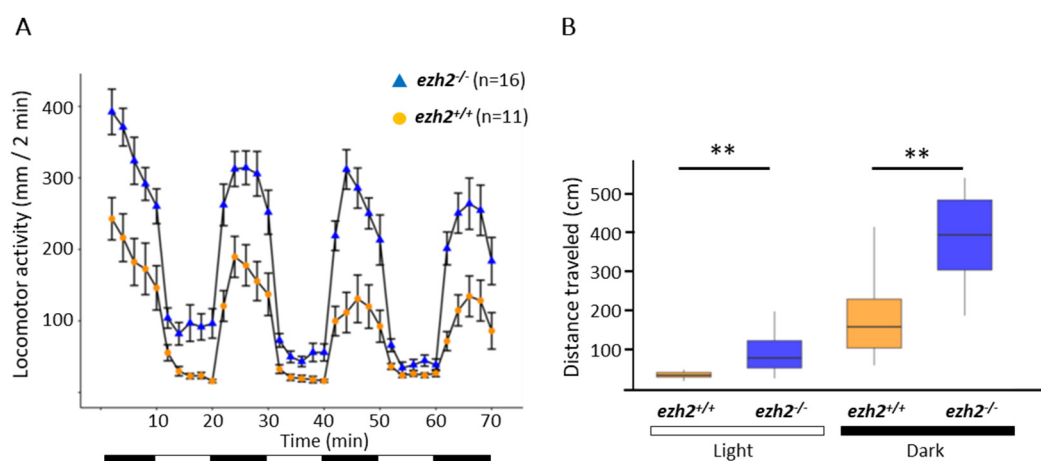 A
Locomotor activity (mm / 2 min)
400
300
200
100
ezh2-/- (n=16)
ezh2+/+ (n=11)
10 20 30 40 50 60 70
Time (min)
B
Distance traveled (cm)
500
400
300
200
100
** **
ezh2+/+ ezh2-/- ezh2+/+ ezh2-/-
Light Dark